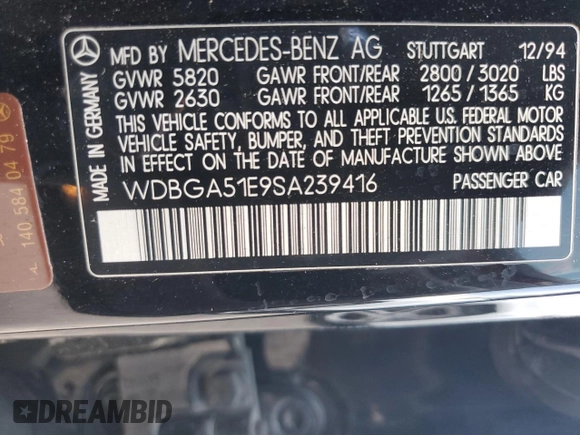 MFD BY MERCEDES-BENZ AG STUTTGART 12/94
GVWR 5820 GAWR FRONT/REAR 2800/3020 LBS
GVWR 2630 GAWR FRONT/REAR 1265/1365 KG
THIS VEHICLE CONFORMS TO ALL APPLICABLE U.S. FEDERAL MOTOR
VEHICLE SAFETY, BUMPER, AND THEFT PREVENTION STANDARDS
IN EFFECT ON THE DATE OF MANUFACTURE SHOWN ABOVE.
WDBGA51E9SA239416 PASSENGER CAR
MADE IN GERMANY
A 140 584 04 79
DREAMBID